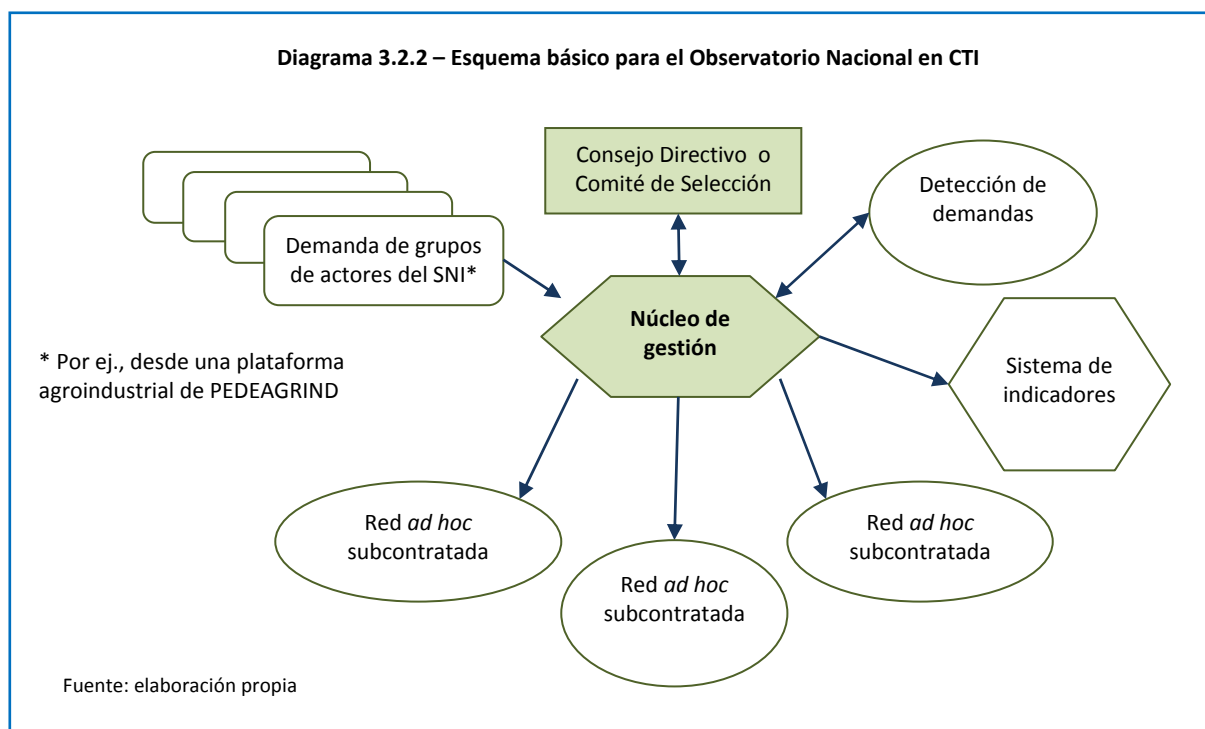 Diagrama 3.2.2 – Esquema básico para el Observatorio Nacional en CTI
Consejo Directivo o
Comité de Selección
Detección de
demandas
Demanda de grupos
de actores del SNI*
Núcleo de
gestión
* Por ej., desde una plataforma
agroindustrial de PEDEAGRIND
Sistema de
indicadores
Red ad hoc
subcontratada
Red ad hoc
subcontratada
Red ad hoc
subcontratada
Fuente: elaboración propia